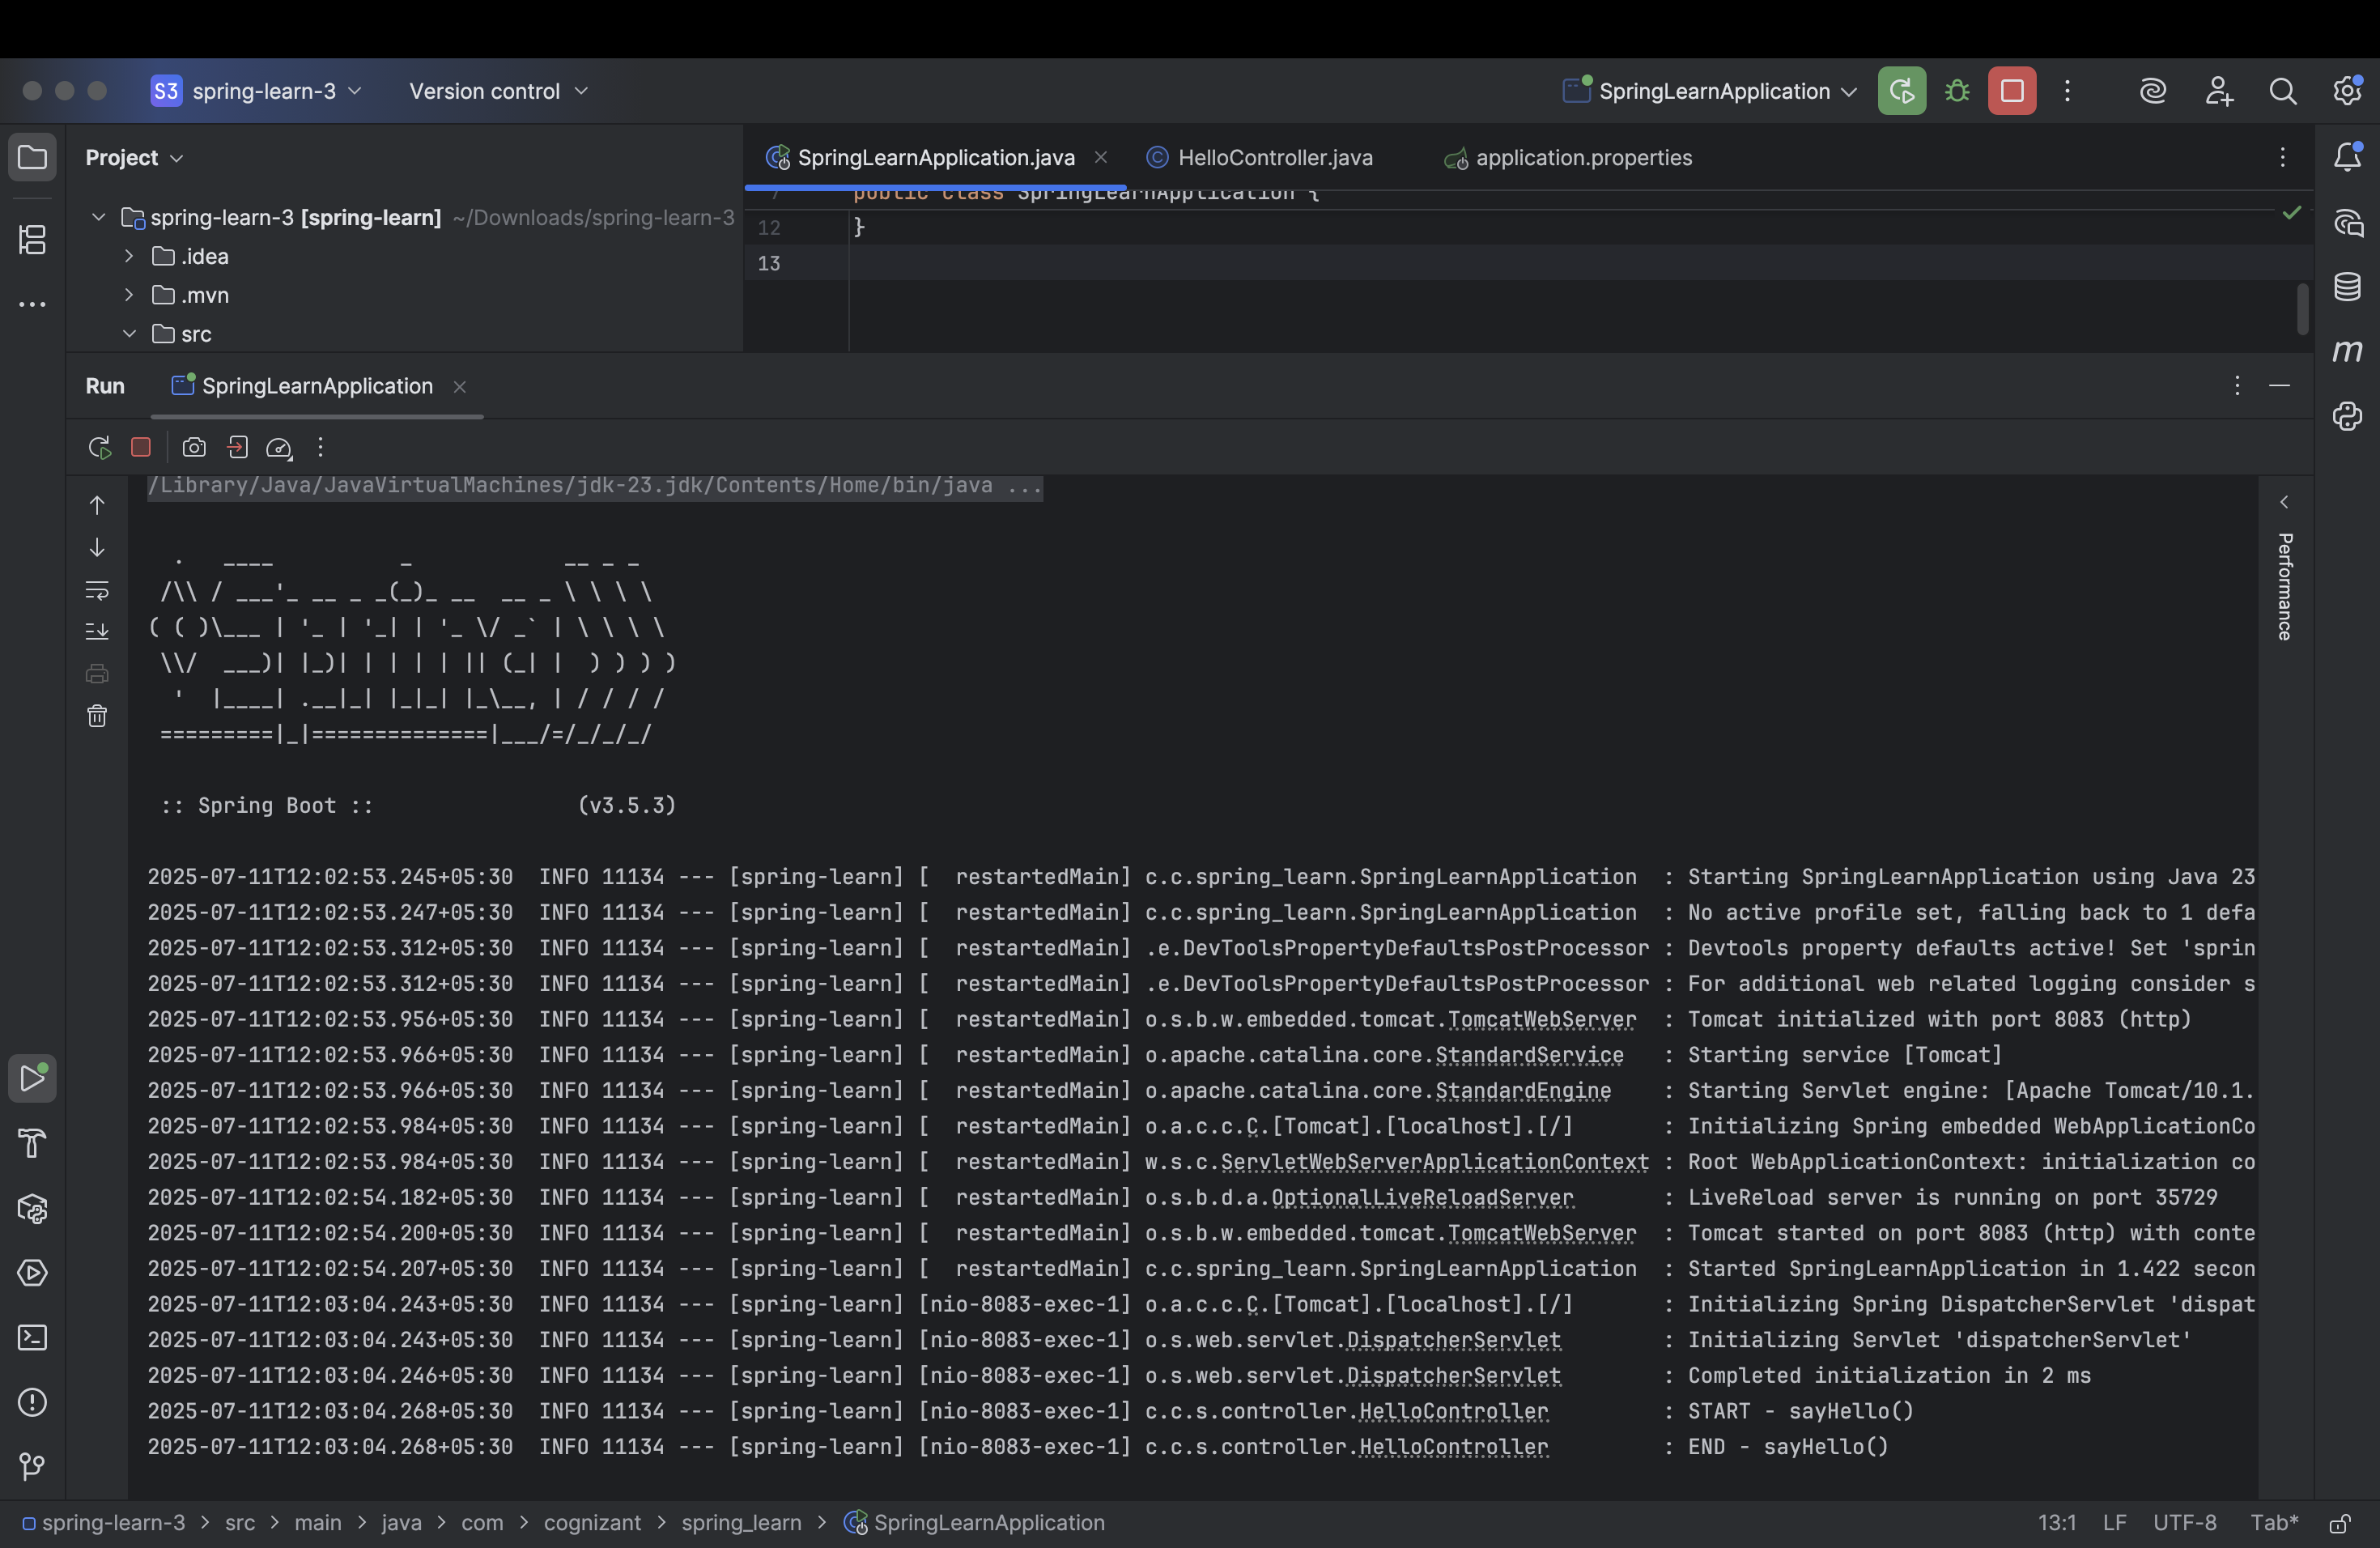 S3 spring-learn-3 Version control SpringLearnApplication
Project
SpringLearnApplication.java HelloController.java application.properties
spring-learn-3 [spring-learn] ~/Downloads/spring-learn-3
.idea
.mvn
src
7 public class SpringLearnApplication {
12 }
13
Run SpringLearnApplication
/Library/Java/JavaVirtualMachines/jdk-23.jdk/Contents/Home/bin/java ...
  .   ____          _            __ _ _
 /\\ / ___'_ __ _ _(_)_ __  __ _ \ \ \ \
( ( )\___ | '_ | '_| | '_ \/ _` | \ \ \ \
 \\/  ___)| |_)| | | | | || (_| |  ) ) ) )
  '  |____| .__|_| |_|_| |_\__, | / / / /
 =========|_|==============|___/=/_/_/_/
 :: Spring Boot ::                (v3.5.3)
2025-07-11T12:02:53.245+05:30  INFO 11134 --- [spring-learn] [  restartedMain] c.c.spring_learn.SpringLearnApplication  : Starting SpringLearnApplication using Java 23
2025-07-11T12:02:53.247+05:30  INFO 11134 --- [spring-learn] [  restartedMain] c.c.spring_learn.SpringLearnApplication  : No active profile set, falling back to 1 defa
2025-07-11T12:02:53.312+05:30  INFO 11134 --- [spring-learn] [  restartedMain] .e.DevToolsPropertyDefaultsPostProcessor : Devtools property defaults active! Set 'sprin
2025-07-11T12:02:53.312+05:30  INFO 11134 --- [spring-learn] [  restartedMain] .e.DevToolsPropertyDefaultsPostProcessor : For additional web related logging consider s
2025-07-11T12:02:53.956+05:30  INFO 11134 --- [spring-learn] [  restartedMain] o.s.b.w.embedded.tomcat.TomcatWebServer  : Tomcat initialized with port 8083 (http)
2025-07-11T12:02:53.966+05:30  INFO 11134 --- [spring-learn] [  restartedMain] o.apache.catalina.core.StandardService   : Starting service [Tomcat]
2025-07-11T12:02:53.966+05:30  INFO 11134 --- [spring-learn] [  restartedMain] o.apache.catalina.core.StandardEngine    : Starting Servlet engine: [Apache Tomcat/10.1.
2025-07-11T12:02:53.984+05:30  INFO 11134 --- [spring-learn] [  restartedMain] o.a.c.c.C.[Tomcat].[localhost].[/]       : Initializing Spring embedded WebApplicationCo
2025-07-11T12:02:53.984+05:30  INFO 11134 --- [spring-learn] [  restartedMain] w.s.c.ServletWebServerApplicationContext : Root WebApplicationContext: initialization co
2025-07-11T12:02:54.182+05:30  INFO 11134 --- [spring-learn] [  restartedMain] o.s.b.d.a.OptionalLiveReloadServer       : LiveReload server is running on port 35729
2025-07-11T12:02:54.200+05:30  INFO 11134 --- [spring-learn] [  restartedMain] o.s.b.w.embedded.tomcat.TomcatWebServer  : Tomcat started on port 8083 (http) with conte
2025-07-11T12:02:54.207+05:30  INFO 11134 --- [spring-learn] [  restartedMain] c.c.spring_learn.SpringLearnApplication  : Started SpringLearnApplication in 1.422 secon
2025-07-11T12:03:04.243+05:30  INFO 11134 --- [spring-learn] [nio-8083-exec-1] o.a.c.c.C.[Tomcat].[localhost].[/]       : Initializing Spring DispatcherServlet 'dispat
2025-07-11T12:03:04.243+05:30  INFO 11134 --- [spring-learn] [nio-8083-exec-1] o.s.web.servlet.DispatcherServlet        : Initializing Servlet 'dispatcherServlet'
2025-07-11T12:03:04.246+05:30  INFO 11134 --- [spring-learn] [nio-8083-exec-1] o.s.web.servlet.DispatcherServlet        : Completed initialization in 2 ms
2025-07-11T12:03:04.268+05:30  INFO 11134 --- [spring-learn] [nio-8083-exec-1] c.c.s.controller.HelloController         : START - sayHello()
2025-07-11T12:03:04.268+05:30  INFO 11134 --- [spring-learn] [nio-8083-exec-1] c.c.s.controller.HelloController         : END - sayHello()
Performance
spring-learn-3 > src > main > java > com > cognizant > spring_learn > SpringLearnApplication
13:1 LF UTF-8 Tab*